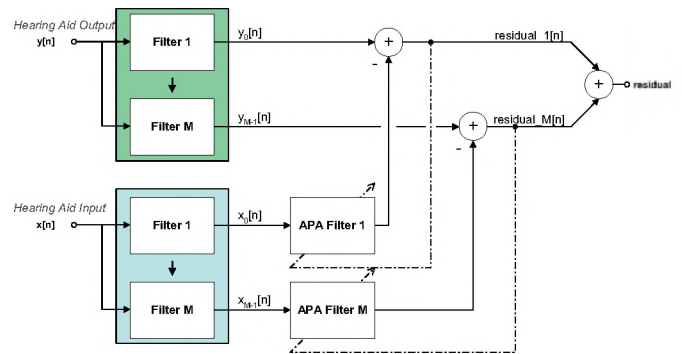 Hearing Aid Output
y[n]
Filter 1
y0[n]
+
-
residual_1[n]
+
residual
Filter M
yM-1[n]
+
-
residual_M[n]
Hearing Aid Input
x[n]
Filter 1
x0[n]
APA Filter 1
Filter M
xM-1[n]
APA Filter M